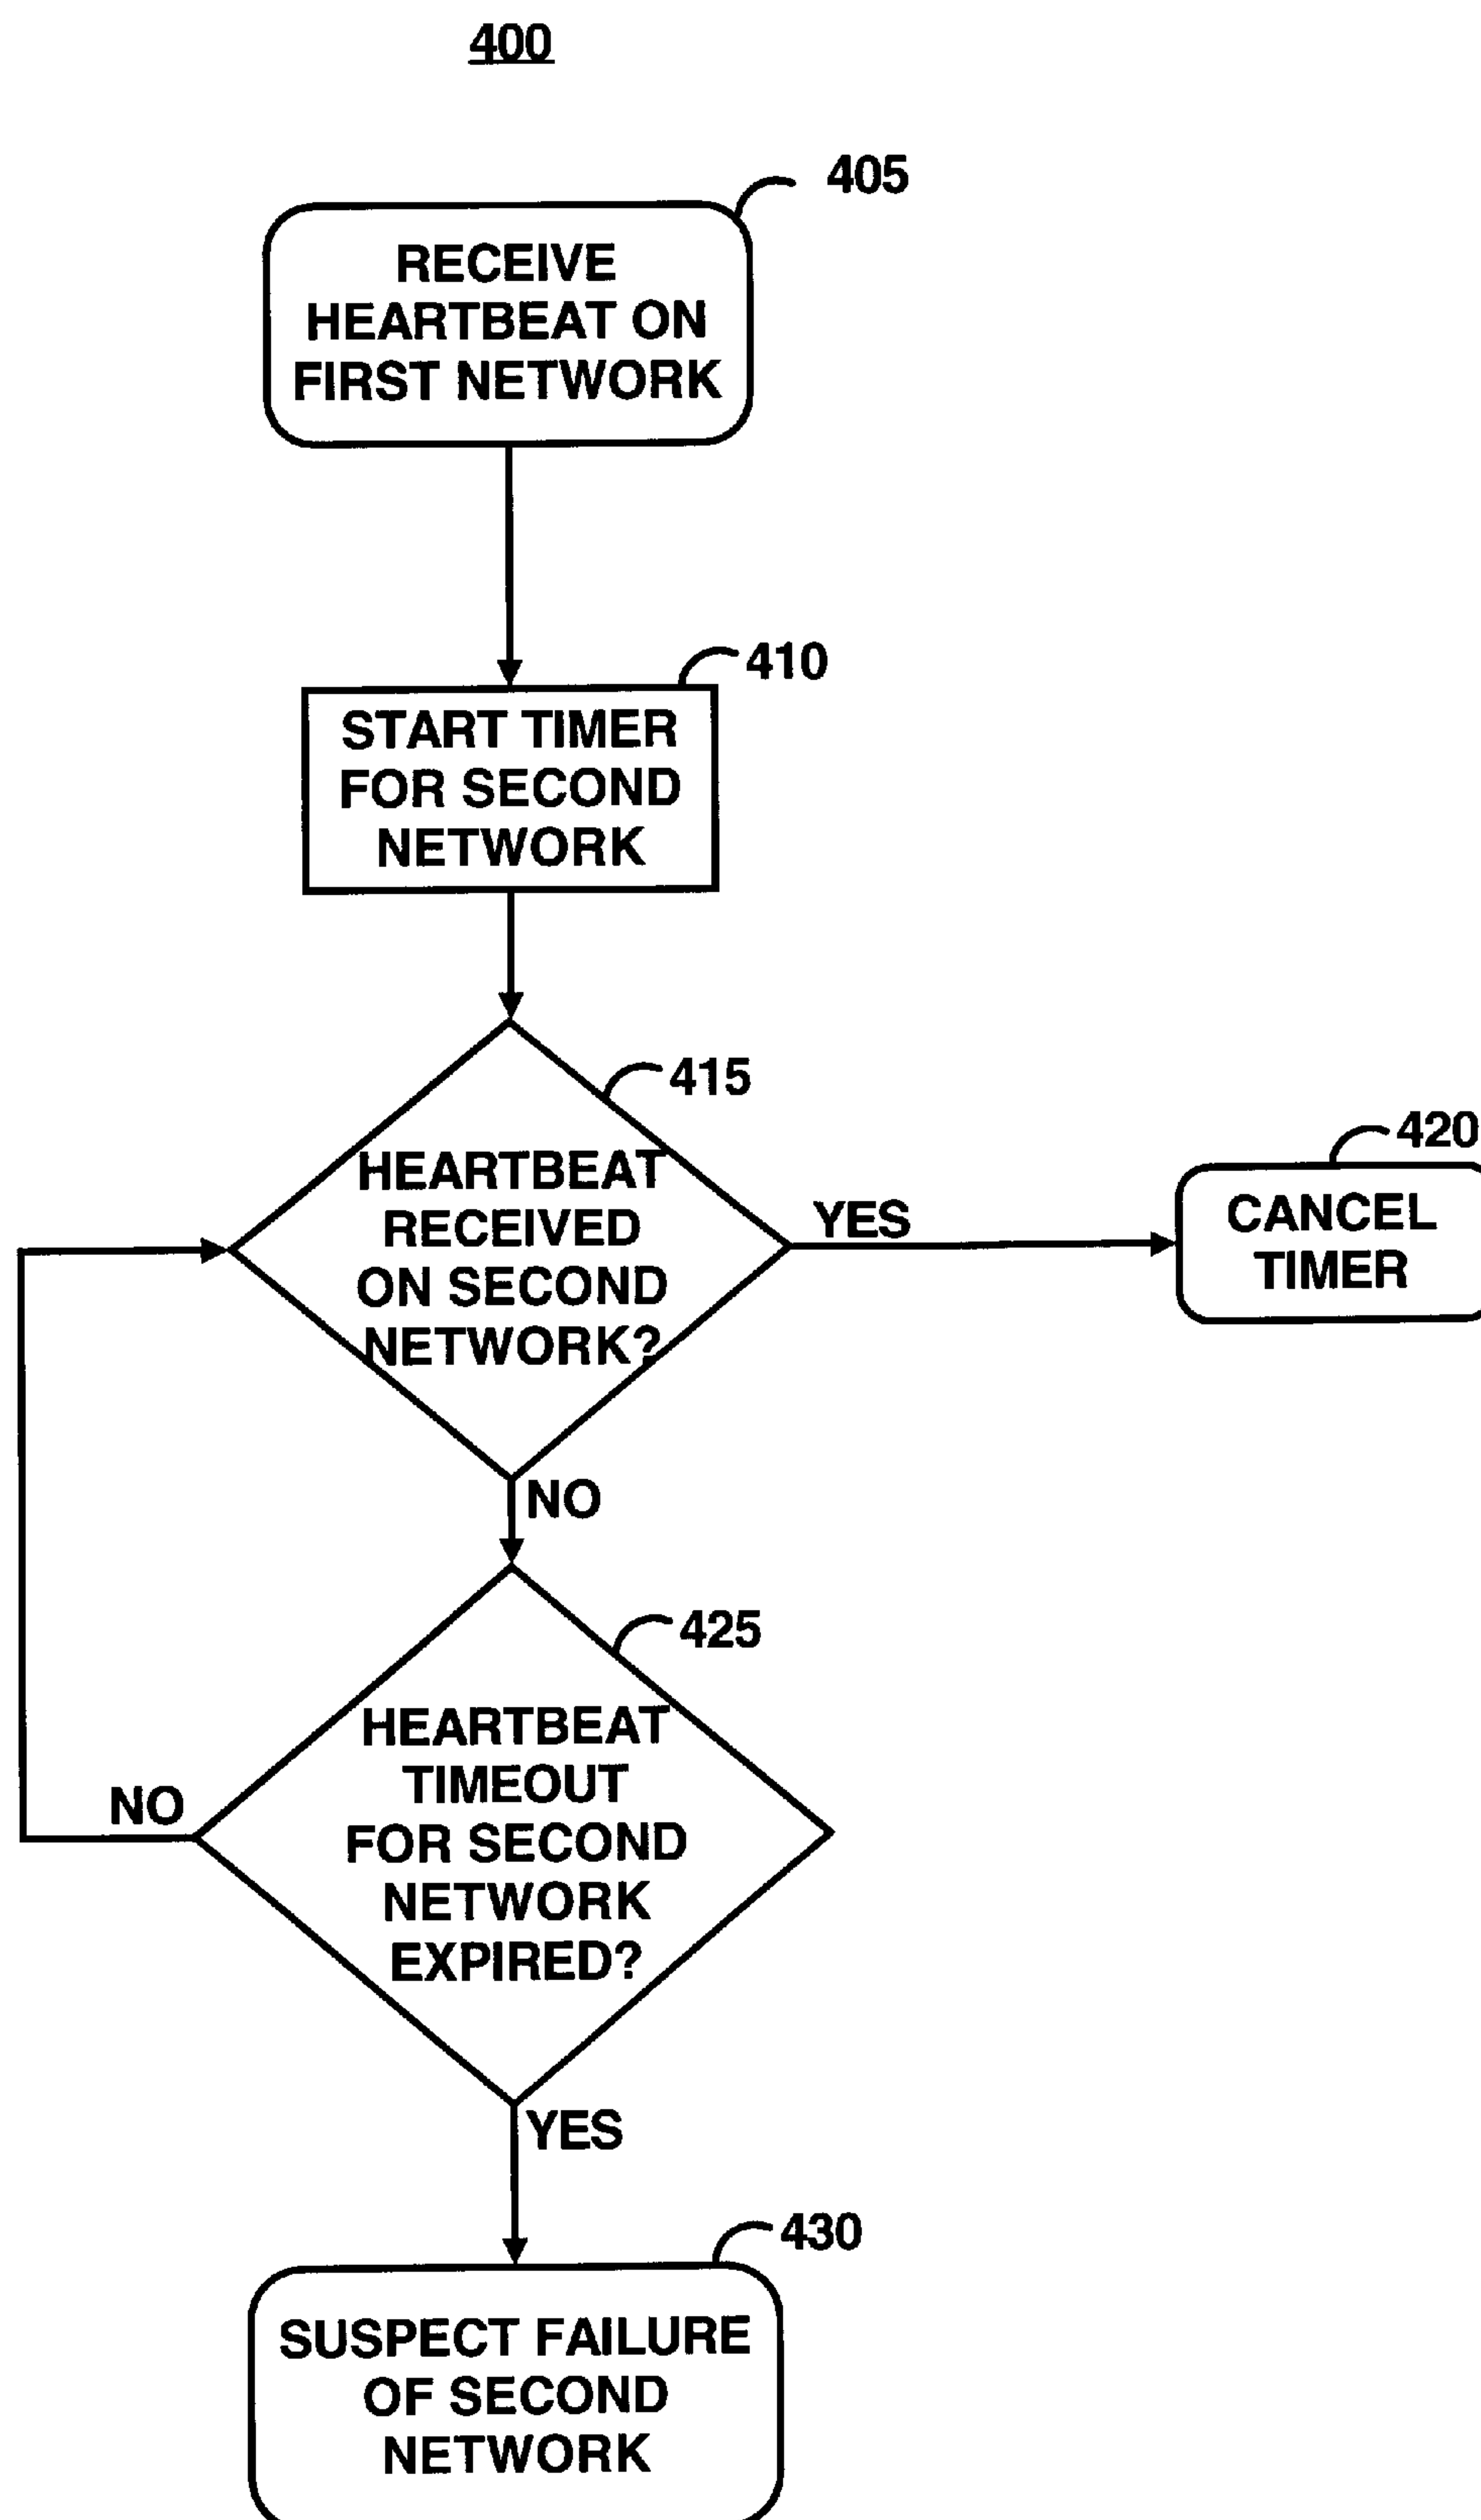 400
405
RECEIVE
HEARTBEAT ON
FIRST NETWORK
410
START TIMER
FOR SECOND
NETWORK
415
HEARTBEAT
RECEIVED
ON SECOND
NETWORK?
YES
420
CANCEL
TIMER
NO
425
HEARTBEAT
TIMEOUT
FOR SECOND
NETWORK
EXPIRED?
NO
YES
430
SUSPECT FAILURE
OF SECOND
NETWORK